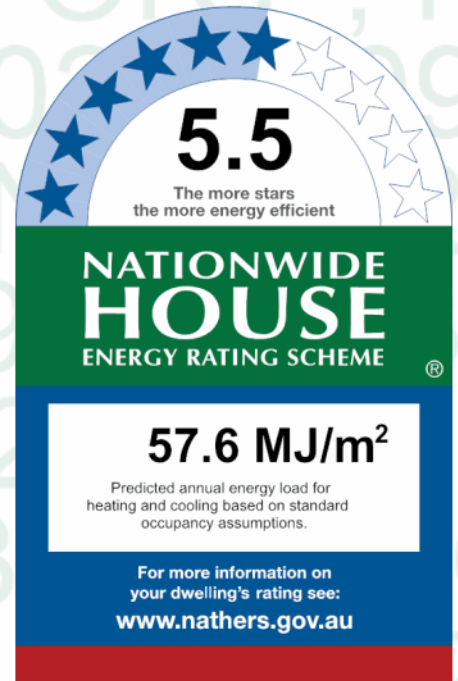 5.5
The more stars
the more energy efficient
NATIONWIDE
HOUSE
ENERGY RATING SCHEME
®
57.6 MJ/m²
Predicted annual energy load for
heating and cooling based on standard
occupancy assumptions.
For more information on
your dwelling's rating see:
www.nathers.gov.au